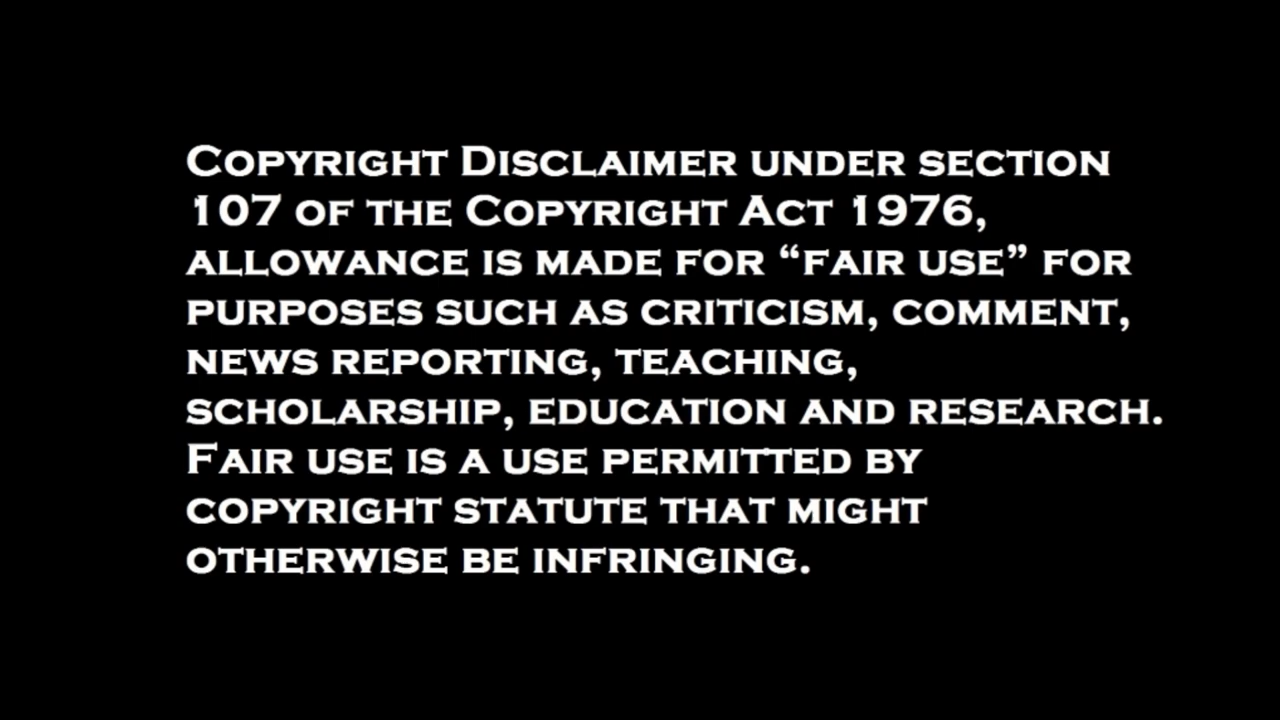 Copyright Disclaimer under section
107 of the Copyright Act 1976,
allowance is made for “fair use” for
purposes such as criticism, comment,
news reporting, teaching,
scholarship, education and research.
Fair use is a use permitted by
copyright statute that might
otherwise be infringing.